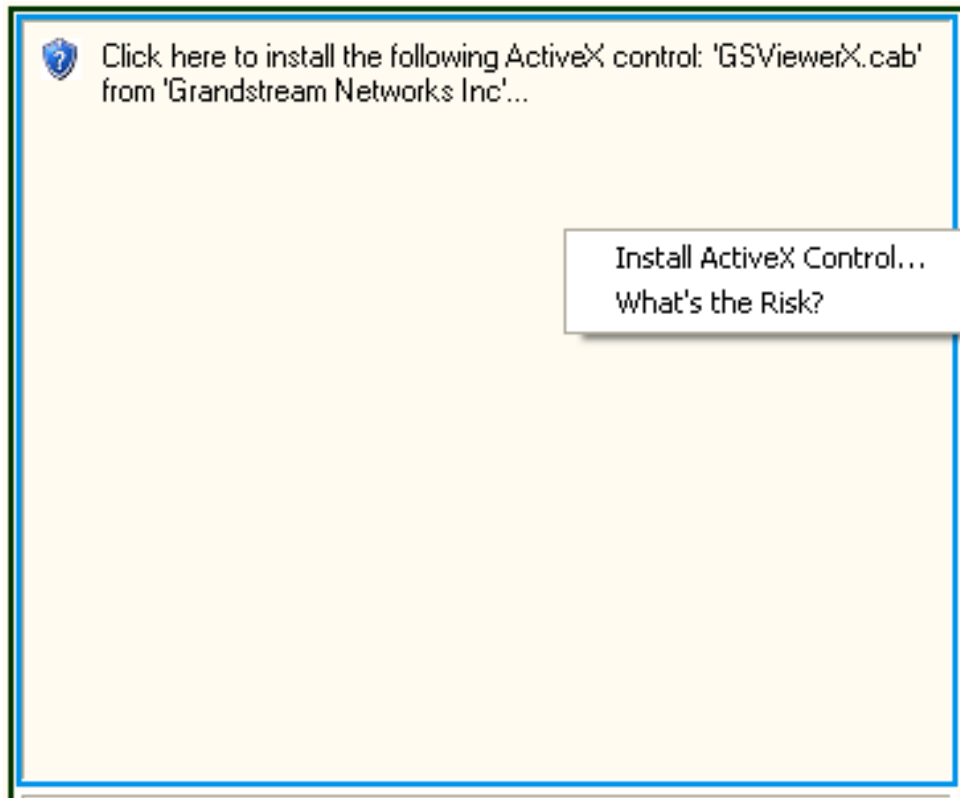 Click here to install the following ActiveX control: 'GSViewerX.cab'
from 'Grandstream Networks Inc'...
Install ActiveX Control...
What's the Risk?